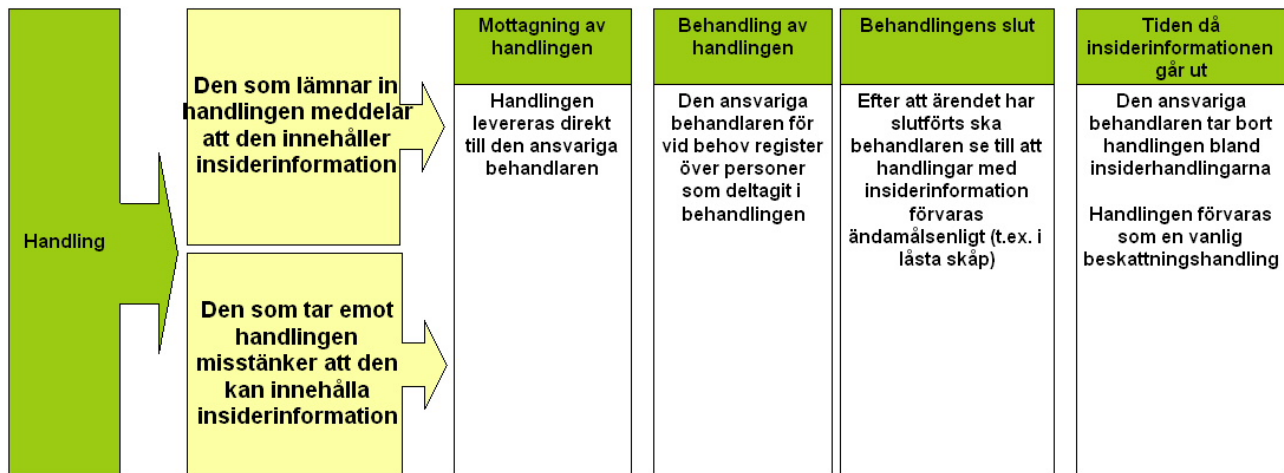 Handling
Den som lämnar in
handlingen meddelar
att den innehåller
insiderinformation
Den som tar emot
handlingen
misstänker att den
kan innehålla
insiderinformation
Mottagning av
handlingen
Handlingen
levereras direkt
till den ansvariga
behandlaren
Behandling av
handlingen
Den ansvariga
behandlaren för
vid behov register
över personer
som deltagit i
behandlingen
Behandlingens slut
Efter att ärendet har
slutförts ska
behandlaren se till att
handlingar med
insiderinformation
förvaras
ändamålsenligt (t.ex. i
låsta skåp)
Tiden då
insiderinformationen
går ut
Den ansvariga
behandlaren tar bort
handlingen bland
insiderhandlingarna
Handlingen förvaras
som en vanlig
beskattningshandling